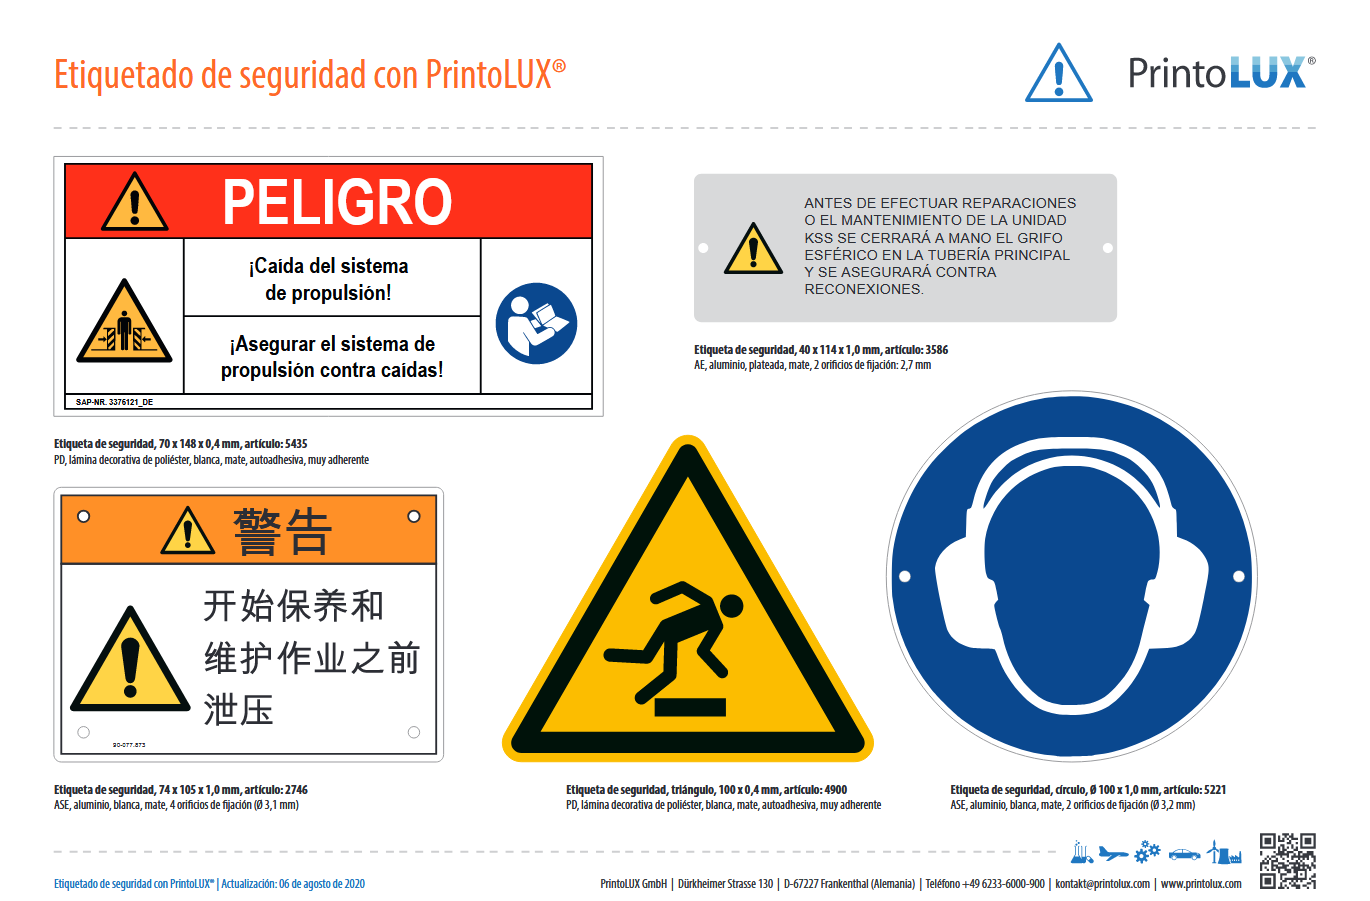 Etiquetado de seguridad con PrintoLUX®
PrintoLUX®
PELIGRO
¡Caída del sistema
de propulsión!
¡Asegurar el sistema de
propulsión contra caídas!
SAP-NR. 3376121_DE
Etiqueta de seguridad, 70 x 148 x 0,4 mm, artículo: 5435
PD, lámina decorativa de poliéster, blanca, mate, autoadhesiva, muy adherente
ANTES DE EFECTUAR REPARACIONES
O EL MANTENIMIENTO DE LA UNIDAD
KSS SE CERRARÁ A MANO EL GRIFO
ESFÉRICO EN LA TUBERÍA PRINCIPAL
Y SE ASEGURARÁ CONTRA
RECONEXIONES.
Etiqueta de seguridad, 40 x 114 x 1,0 mm, artículo: 3586
AE, aluminio, plateada, mate, 2 orificios de fijación: 2,7 mm
警告
开始保养和
维护作业之前
泄压
90-077.873
Etiqueta de seguridad, 74 x 105 x 1,0 mm, artículo: 2746
ASE, aluminio, blanca, mate, 4 orificios de fijación (Ø 3,1 mm)
Etiqueta de seguridad, triángulo, 100 x 0,4 mm, artículo: 4900
PD, lámina decorativa de poliéster, blanca, mate, autoadhesiva, muy adherente
Etiqueta de seguridad, círculo, Ø 100 x 1,0 mm, artículo: 5221
ASE, aluminio, blanca, mate, 2 orificios de fijación (Ø 3,2 mm)
Etiquetado de seguridad con PrintoLUX® | Actualización: 06 de agosto de 2020
PrintoLUX GmbH | Dürkheimer Strasse 130 | D-67227 Frankenthal (Alemania) | Teléfono +49 6233-6000-900 | kontakt@printolux.com | www.printolux.com